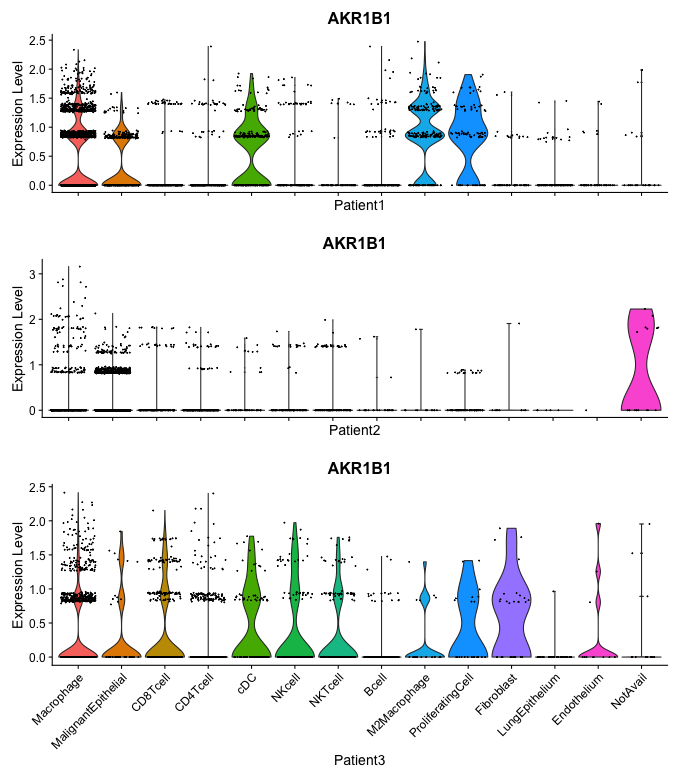 AKR1B1
Expression Level
2.5
2.0
1.5
1.0
0.5
0.0
Patient1
AKR1B1
Expression Level
3
2
1
0
Patient2
AKR1B1
Expression Level
2.5
2.0
1.5
1.0
0.5
0.0
Macrophage
MalignantEpithelial
CD8Tcell
CD4Tcell
cDC
NKcell
NKTcell
Bcell
M2Macrophage
ProliferatingCell
Fibroblast
LungEpithelium
Endothelium
NotAvail
Patient3